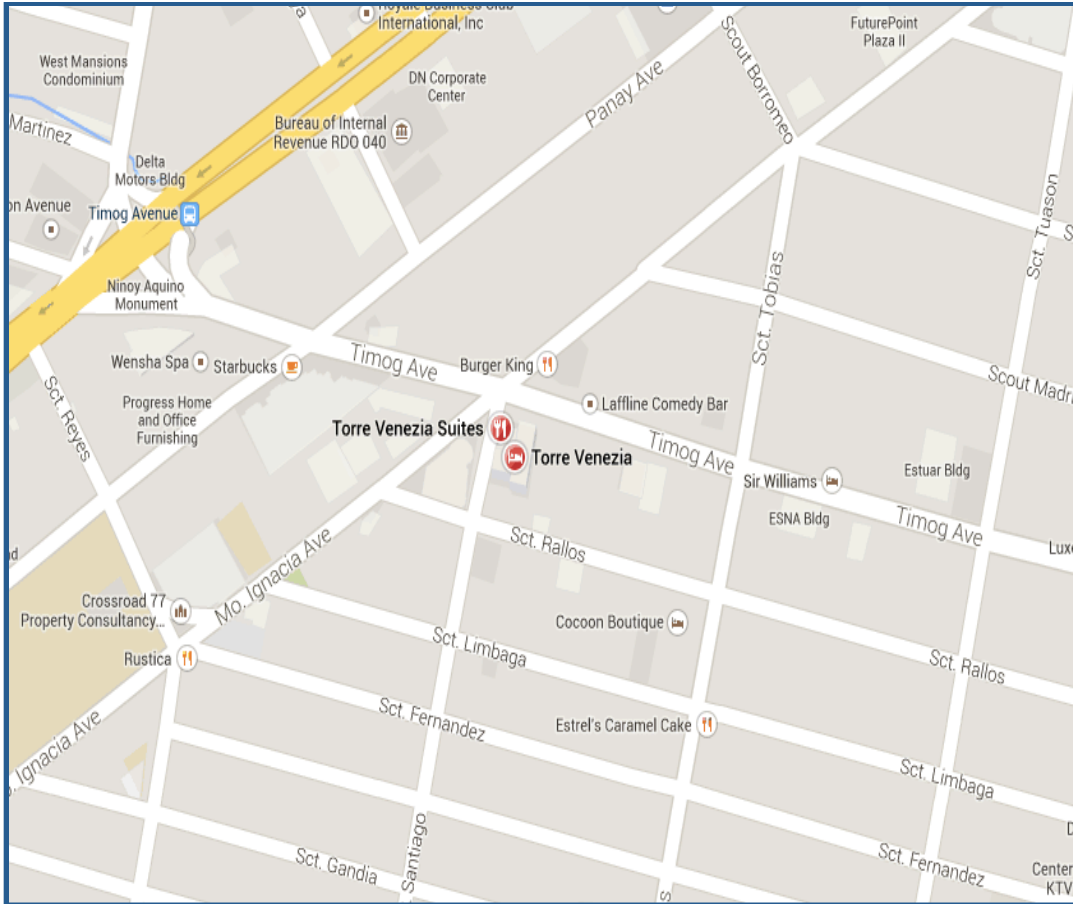 Royale Business Club
International, Inc
FuturePoint
Plaza II
West Mansions
Condominium
DN Corporate
Center
Scout Borromeo
Panay Ave
Bureau of Internal
Revenue RDO 040
Martinez
Delta
Motors Bldg
on Avenue
Timog Avenue
Sct. Tuason
Ninoy Aquino
Monument
Sct. Tobias
Wensha Spa
Starbucks
Timog Ave
Burger King
Scout Madr
Sct. Reyes
Progress Home
and Office
Furnishing
Laffline Comedy Bar
Torre Venezia Suites
Torre Venezia
Timog Ave
Sir Williams
Estuar Bldg
ESNA Bldg
Timog Ave
Sct. Rallos
Luxe
Mo. Ignacia Ave
Crossroad 77
Property Consultancy...
Cocoon Boutique
Sct. Limbaga
Sct. Rallos
Rustica
Sct. Fernandez
Estrel's Caramel Cake
Ignacia Ave
Sct. Limbaga
Santiago
Sct. Gandia
Sct. Fernandez
Center
KTV